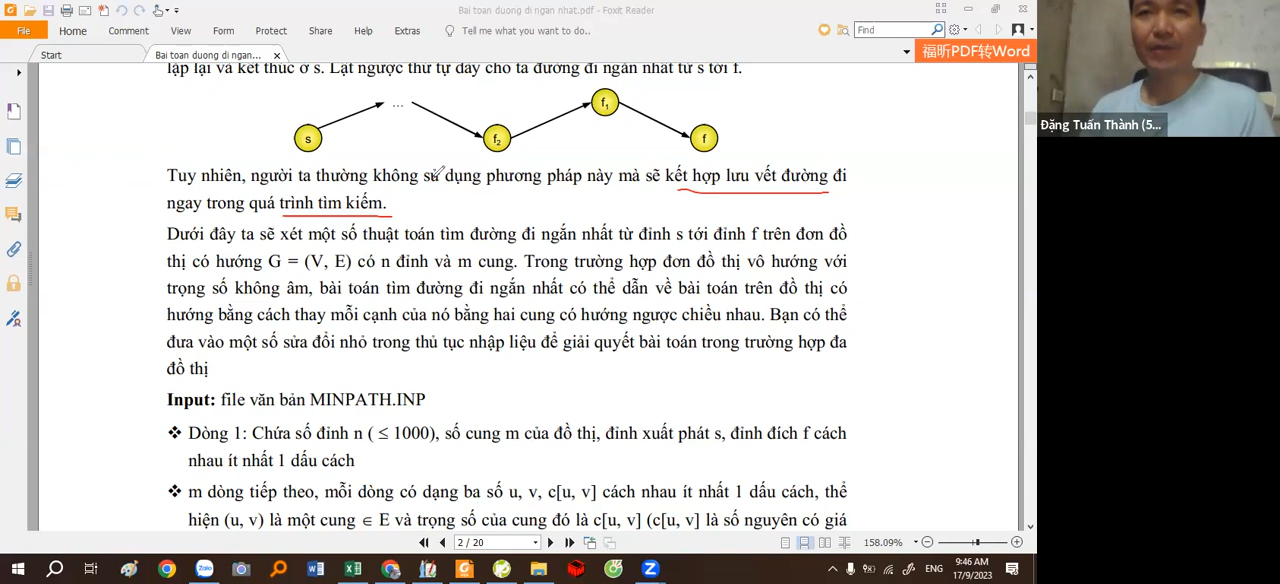 Bai toan duong di ngan nhat.pdf - Foxit Reader
File Home Comment View Form Protect Share Help Extras Tell me what you want to do.. Find
Start Bai toan duong di ngan... 福昕PDF转Word
lặp lại và kết thúc ở s. Lật ngược thứ tự dãy cho ta đường đi ngắn nhất từ s tới f.
s ... f2 f1 f
Tuy nhiên, người ta thường không sử dụng phương pháp này mà sẽ kết hợp lưu vết đường đi
ngay trong quá trình tìm kiếm.
Dưới đây ta sẽ xét một số thuật toán tìm đường đi ngắn nhất từ đỉnh s tới đỉnh f trên đơn đồ
thị có hướng G = (V, E) có n đỉnh và m cung. Trong trường hợp đơn đồ thị vô hướng với
trọng số không âm, bài toán tìm đường đi ngắn nhất có thể dẫn về bài toán trên đồ thị có
hướng bằng cách thay mỗi cạnh của nó bằng hai cung có hướng ngược chiều nhau. Bạn có thể
đưa vào một số sửa đổi nhỏ trong thủ tục nhập liệu để giải quyết bài toán trong trường hợp đa
đồ thị
Input: file văn bản MINPATH.INP
❖ Dòng 1: Chứa số đỉnh n ( ≤ 1000), số cung m của đồ thị, đỉnh xuất phát s, đỉnh đích f cách
nhau ít nhất 1 dấu cách
❖ m dòng tiếp theo, mỗi dòng có dạng ba số u, v, c[u, v] cách nhau ít nhất 1 dấu cách, thể
hiện (u, v) là một cung ∈ E và trọng số của cung đó là c[u, v] (c[u, v] là số nguyên có giá
Đặng Tuấn Thành (5...
2 / 20 158.09%
Zalo ENG 9:46 AM
17/9/2023